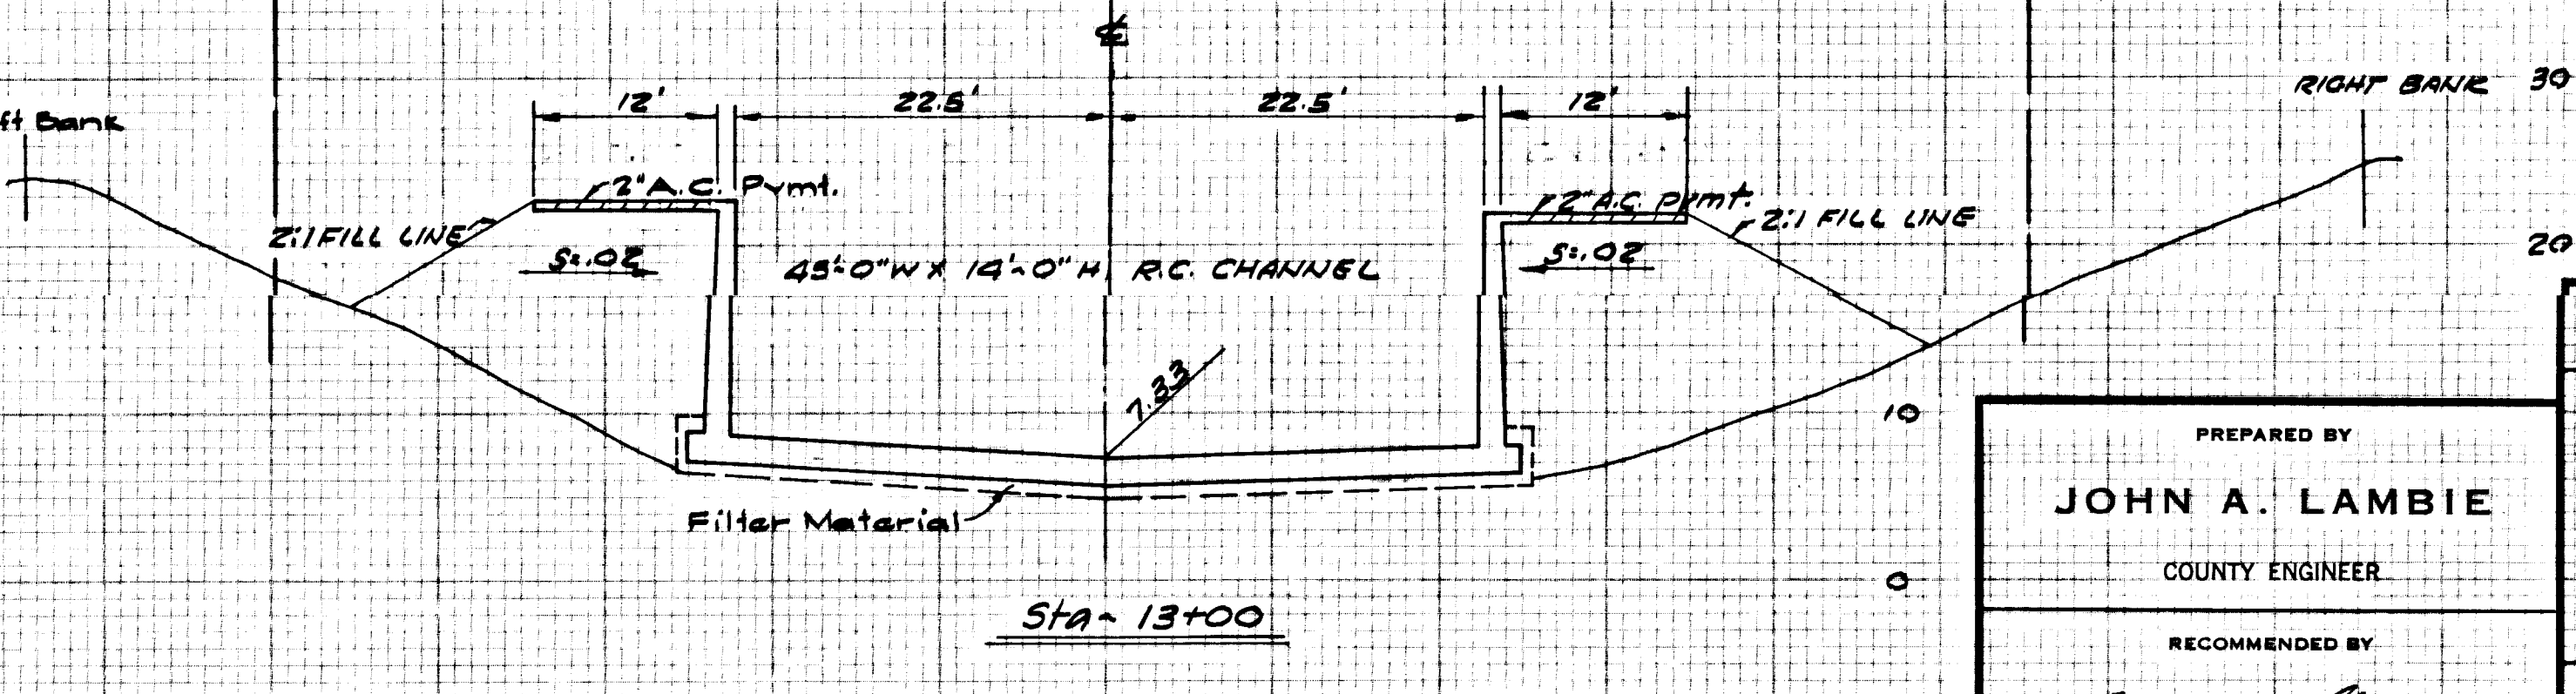 ℄
RIGHT BANK 30
12' 22.5' 22.5' 12'
ft Bank
2" A.C. Pvmt.
2" A.C. PVMT.
2:1 FILL LINE
2:1 FILL LINE
20
S=.02
S=.02
45'-0" W X 14'-0" H R.C. CHANNEL
7.33
10
PREPARED BY
JOHN A. LAMBIE
Filter Material
COUNTY ENGINEER
0
Sta- 13+00
RECOMMENDED BY